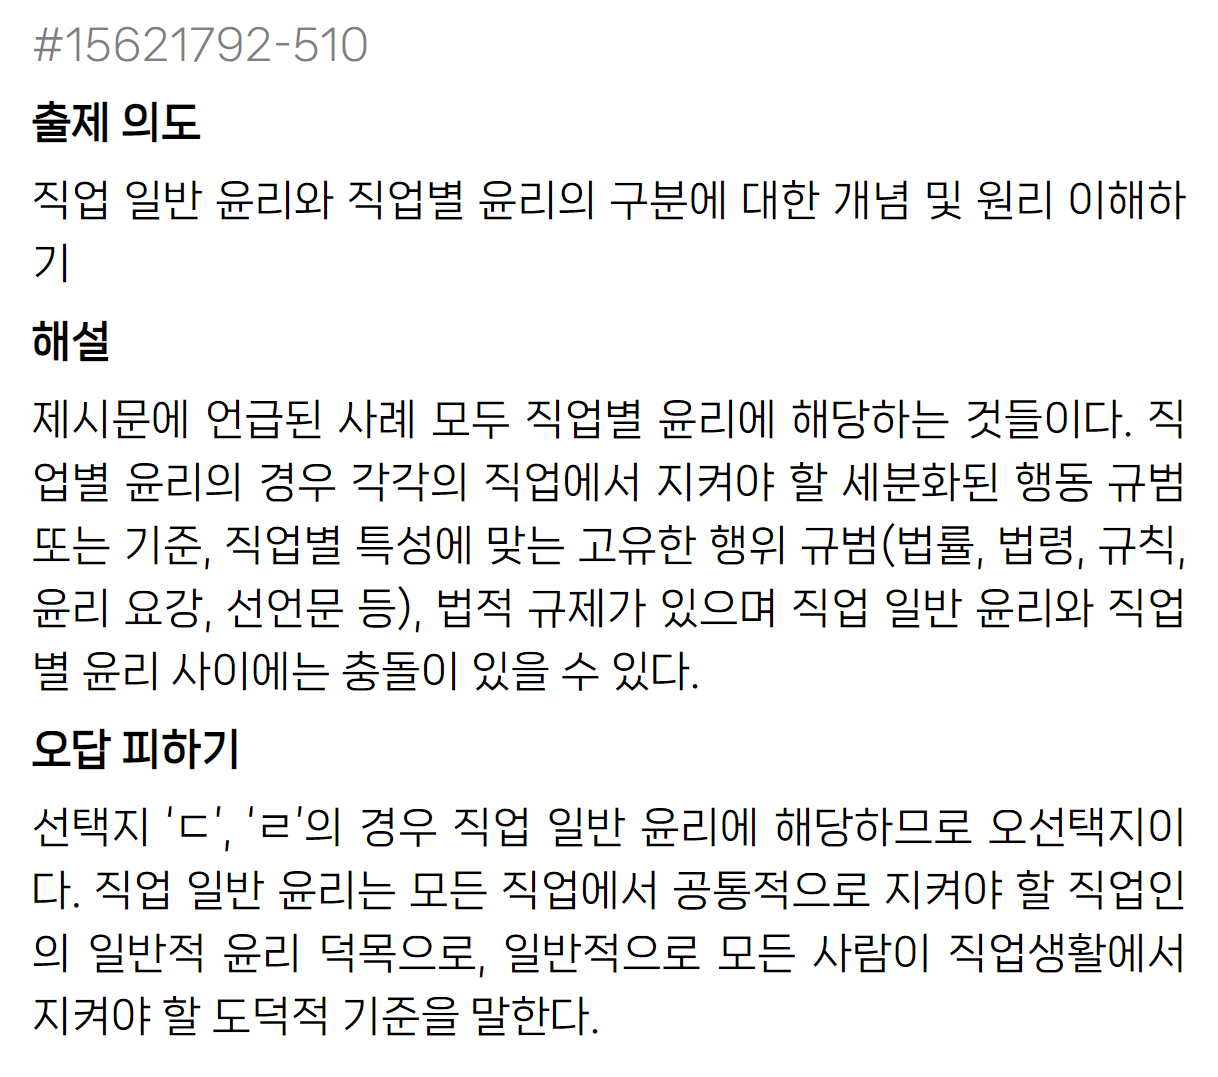 #15621792-510
출제 의도
직업 일반 윤리와 직업별 윤리의 구분에 대한 개념 및 원리 이해하
기
해설
제시문에 언급된 사례 모두 직업별 윤리에 해당하는 것들이다. 직
업별 윤리의 경우 각각의 직업에서 지켜야 할 세분화된 행동 규범
또는 기준, 직업별 특성에 맞는 고유한 행위 규범(법률, 법령, 규칙,
윤리 요강, 선언문 등), 법적 규제가 있으며 직업 일반 윤리와 직업
별 윤리 사이에는 충돌이 있을 수 있다.
오답 피하기
선택지 ‘ㄷ’, ‘ㄹ’의 경우 직업 일반 윤리에 해당하므로 오선택지이
다. 직업 일반 윤리는 모든 직업에서 공통적으로 지켜야 할 직업인
의 일반적 윤리 덕목으로, 일반적으로 모든 사람이 직업생활에서
지켜야 할 도덕적 기준을 말한다.